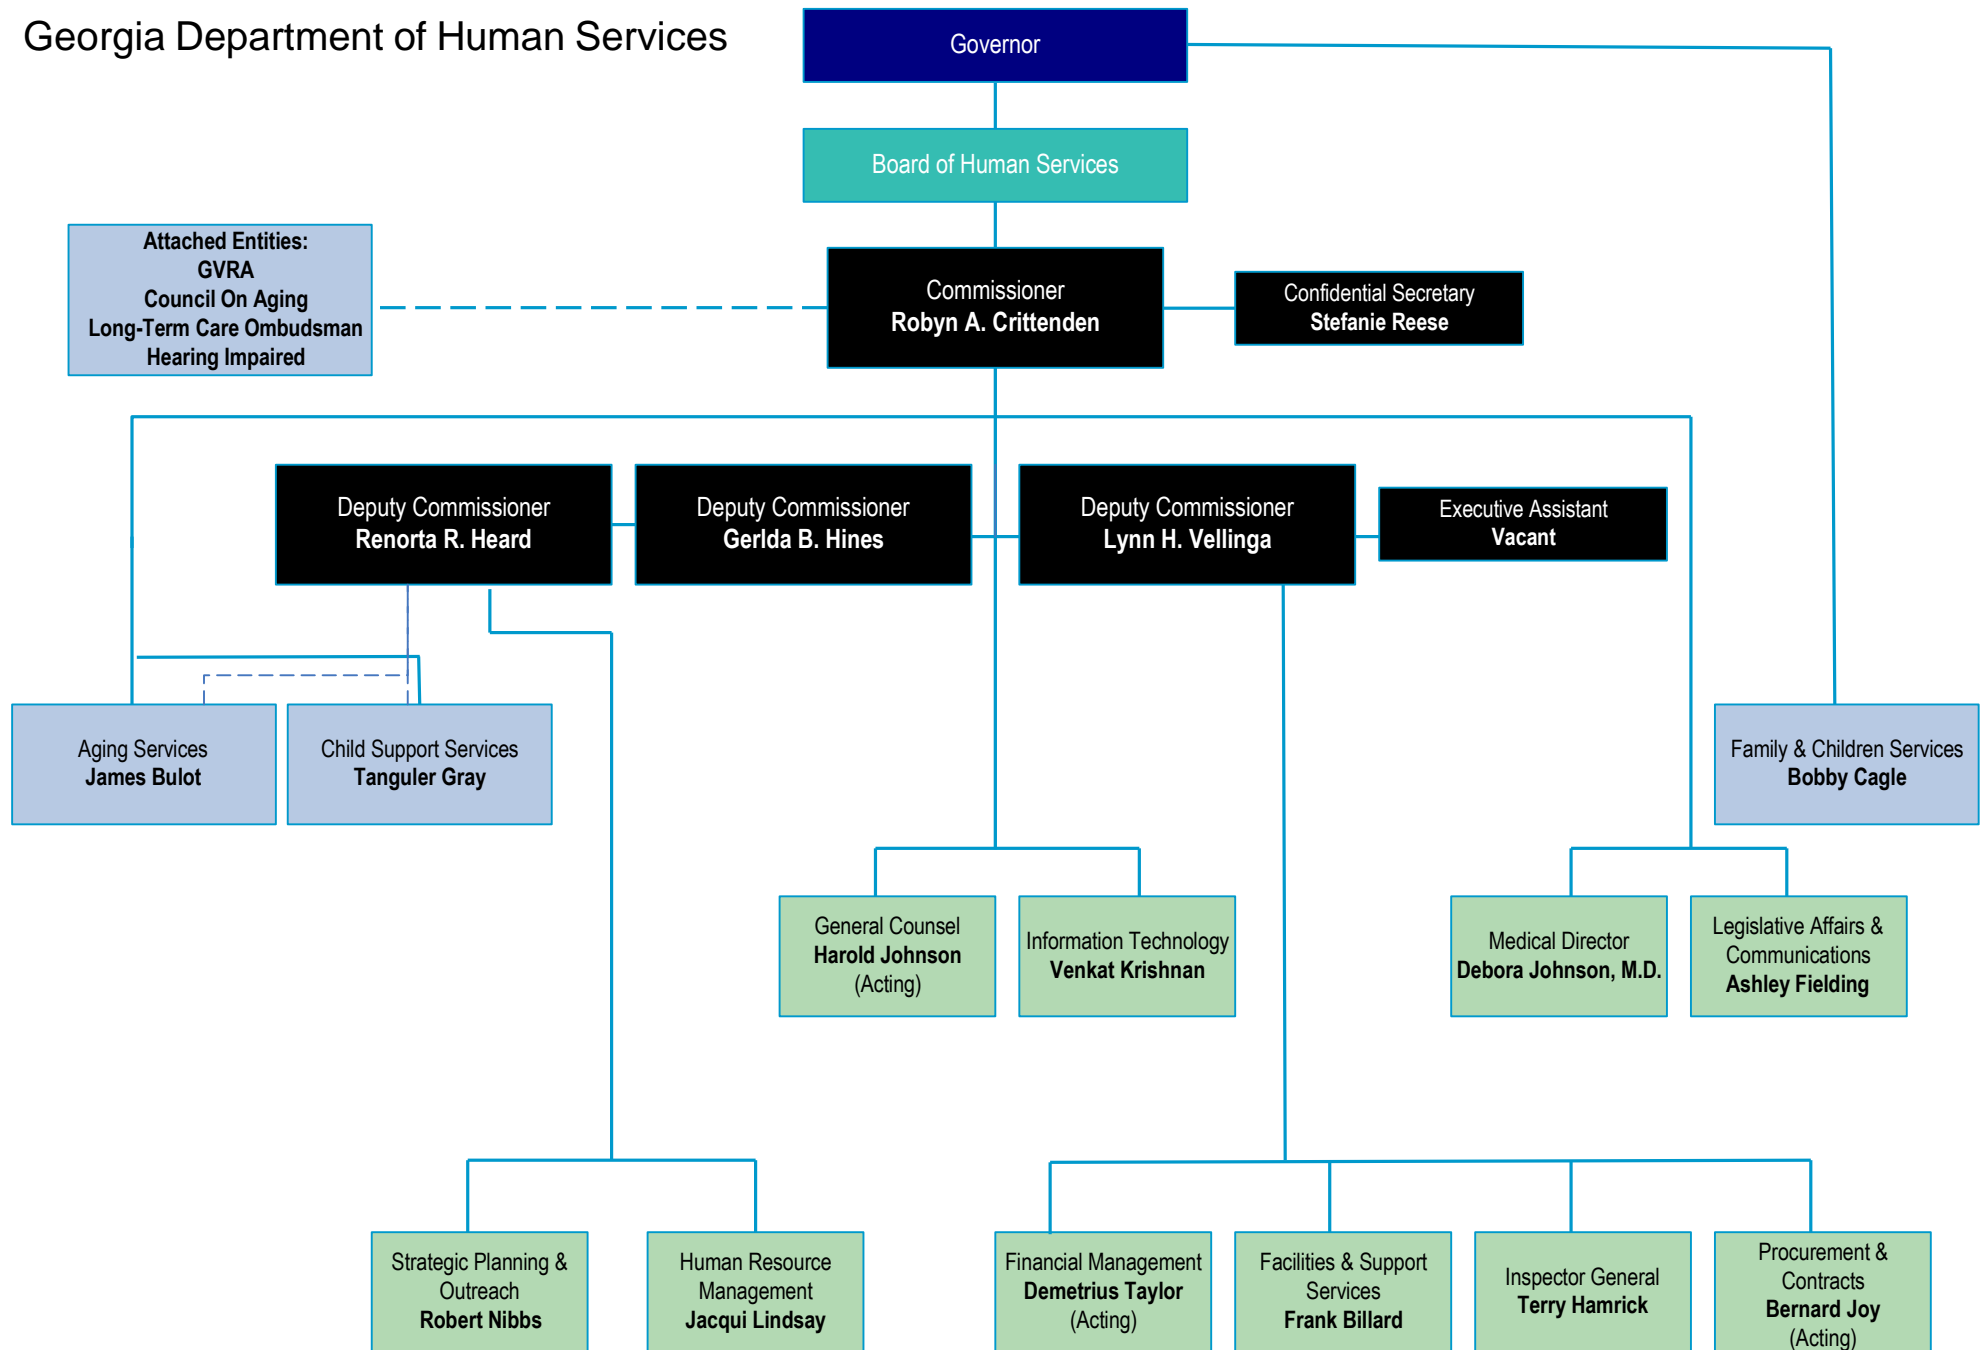 Georgia Department of Human Services
Governor
Board of Human Services
Attached Entities:
GVRA
Council On Aging
Long-Term Care Ombudsman
Hearing Impaired
Commissioner
Robyn A. Crittenden
Confidential Secretary
Stefanie Reese
Deputy Commissioner
Renorta R. Heard
Deputy Commissioner
Gerlda B. Hines
Deputy Commissioner
Lynn H. Vellinga
Executive Assistant
Vacant
Aging Services
James Bulot
Child Support Services
Tanguler Gray
Family & Children Services
Bobby Cagle
General Counsel
Harold Johnson
(Acting)
Information Technology
Venkat Krishnan
Medical Director
Debora Johnson, M.D.
Legislative Affairs &
Communications
Ashley Fielding
Strategic Planning &
Outreach
Robert Nibbs
Human Resource
Management
Jacqui Lindsay
Financial Management
Demetrius Taylor
(Acting)
Facilities & Support
Services
Frank Billard
Inspector General
Terry Hamrick
Procurement &
Contracts
Bernard Joy
(Acting)